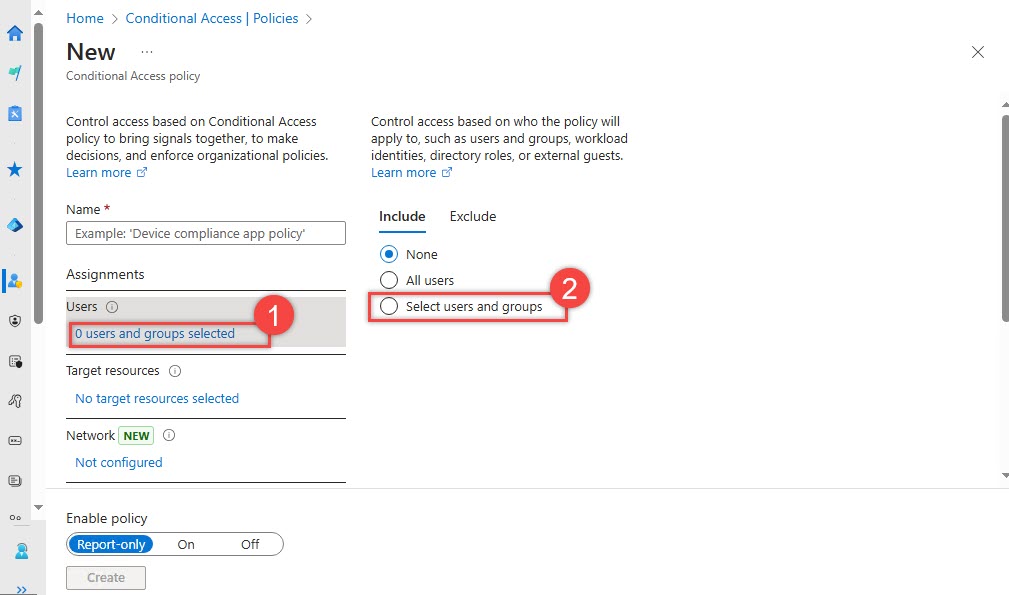 Home > Conditional Access | Policies >
New ...
Conditional Access policy
Control access based on Conditional Access
policy to bring signals together, to make
decisions, and enforce organizational policies.
Learn more
Name *
Example: 'Device compliance app policy'
Assignments
Users
0 users and groups selected
1
Target resources
No target resources selected
Network NEW
Not configured
Control access based on who the policy will
apply to, such as users and groups, workload
identities, directory roles, or external guests.
Learn more
Include Exclude
None
All users
Select users and groups
2
Enable policy
Report-only On Off
Create